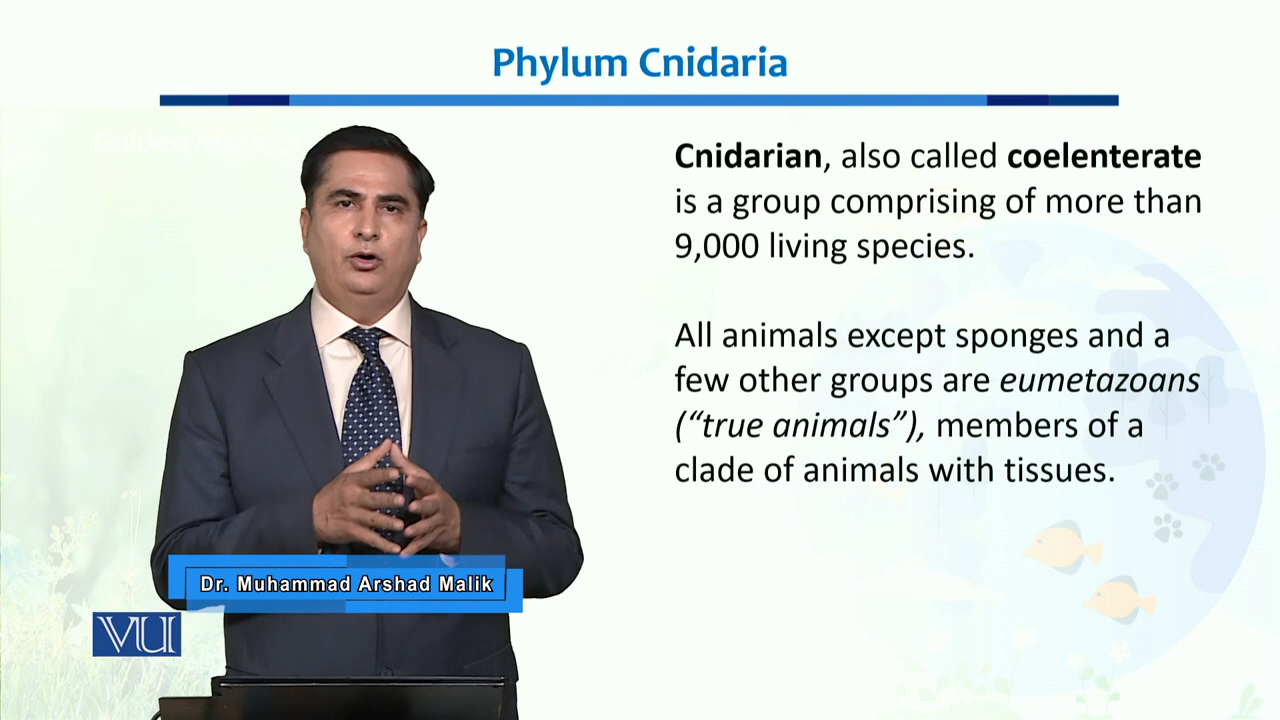 Phylum Cnidaria
Cnidarian, also called coelenterate
is a group comprising of more than
9,000 living species.
All animals except sponges and a
few other groups are eumetazoans
(“true animals”), members of a
clade of animals with tissues.
Dr. Muhammad Arshad Malik
VU